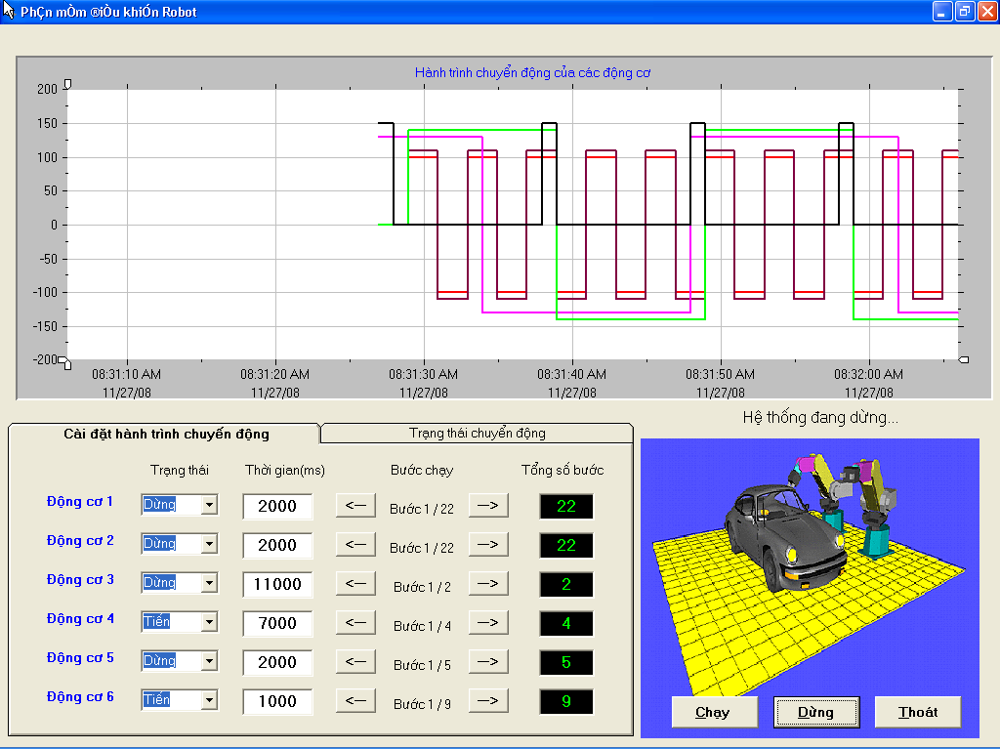 PhÇn mÒm ®iÒu khiÓn Robot
Hành trình chuyển động của các động cơ
200
150
100
50
0
-50
-100
-150
-200
08:31:10 AM 08:31:20 AM 08:31:30 AM 08:31:40 AM 08:31:50 AM 08:32:00 AM
11/27/08 11/27/08 11/27/08 11/27/08 11/27/08 11/27/08
Hệ thống đang dừng...
Cài đặt hành trình chuyển động Trạng thái chuyển động
Trạng thái Thời gian(ms) Bước chạy Tổng số bước
Động cơ 1 Dừng 2000 <-- Bước 1 / 22 --> 22
Động cơ 2 Dừng 2000 <-- Bước 1 / 22 --> 22
Động cơ 3 Dừng 11000 <-- Bước 1 / 2 --> 2
Động cơ 4 Tiến 7000 <-- Bước 1 / 4 --> 4
Động cơ 5 Dừng 2000 <-- Bước 1 / 5 --> 5
Động cơ 6 Tiến 1000 <-- Bước 1 / 9 --> 9
Chạy Dừng Thoát